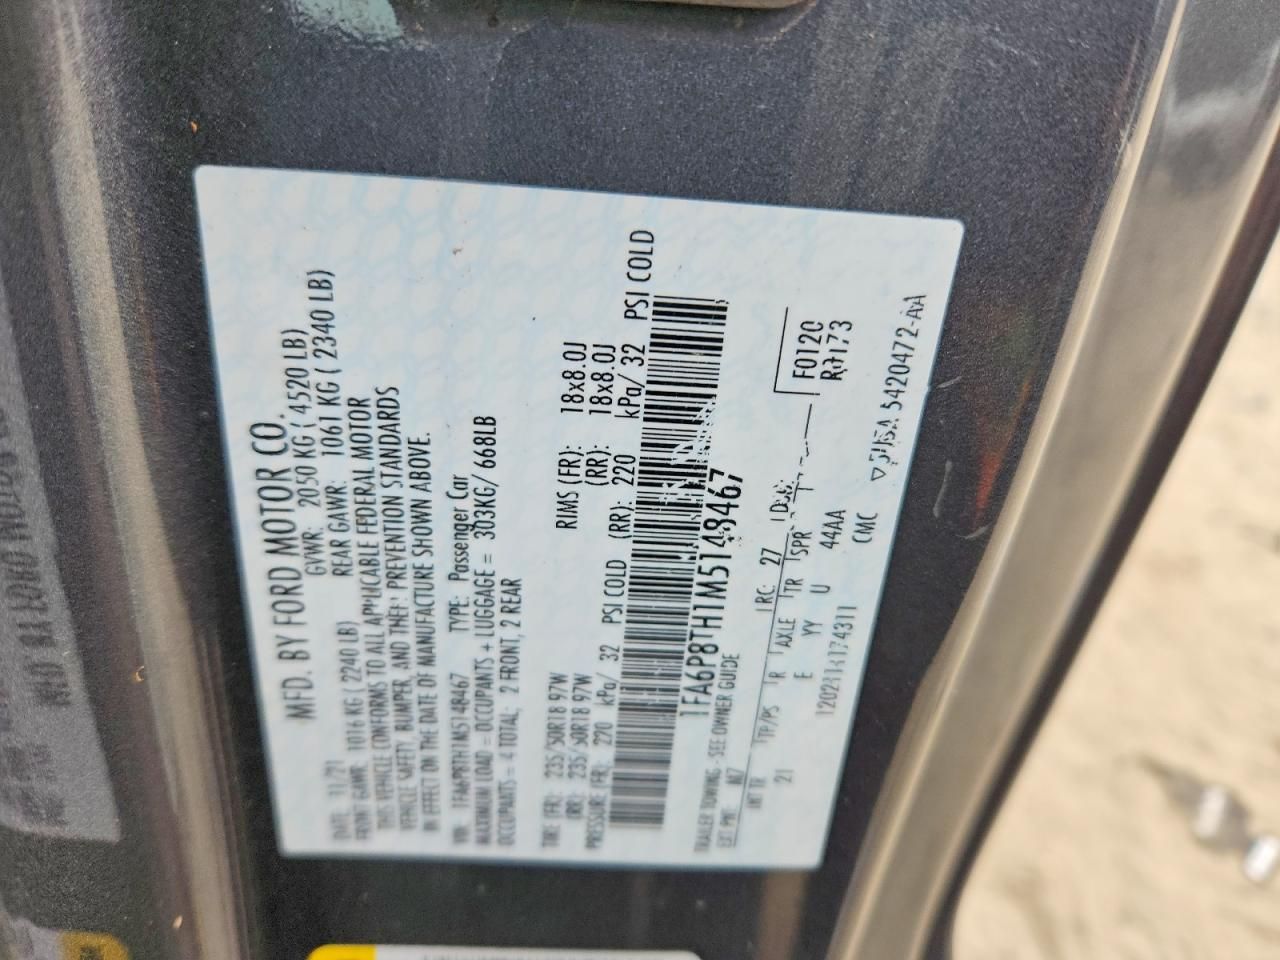 MFD. BY FORD MOTOR CO.
DATE: 11/21 GVWR: 2050 KG ( 4520 LB)
FRONT GAWR: 1016 KG ( 2240 LB) REAR GAWR: 1061 KG ( 2340 LB)
THIS VEHICLE CONFORMS TO ALL APPLICABLE FEDERAL MOTOR
VEHICLE SAFETY, BUMPER, AND THEFT PREVENTION STANDARDS
IN EFFECT ON THE DATE OF MANUFACTURE SHOWN ABOVE.
VIN: 1FA6P8TH1M5148467 TYPE: Passenger Car
MAXIMUM LOAD = OCCUPANTS + LUGGAGE = 303KG/ 668LB
OCCUPANTS = 4 TOTAL; 2 FRONT, 2 REAR
TIRE (FR): 235/50R18 97W RIMS (FR): 18x8.0J
(RR): 235/50R18 97W (RR): 18x8.0J
PRESSURE (FR): 220 kPa/ 32 PSI COLD (RR): 220 kPa/ 32 PSI COLD
1FA6P8TH1M5148467
TRAILER TOWING - SEE OWNER GUIDE
EXT PNT: M7 RC: 27 F0120
INT TR TP/PS R AXLE TR SPR
21 E YY U 44AA
CMC
5420472-AA